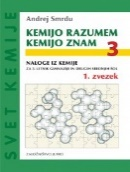 Andrej Smrdu
KEMIJO RAZUMEM
KEMIJO ZNAM 3
NALOGE IZ KEMIJE
1. zvezek
SVET KEMIJE